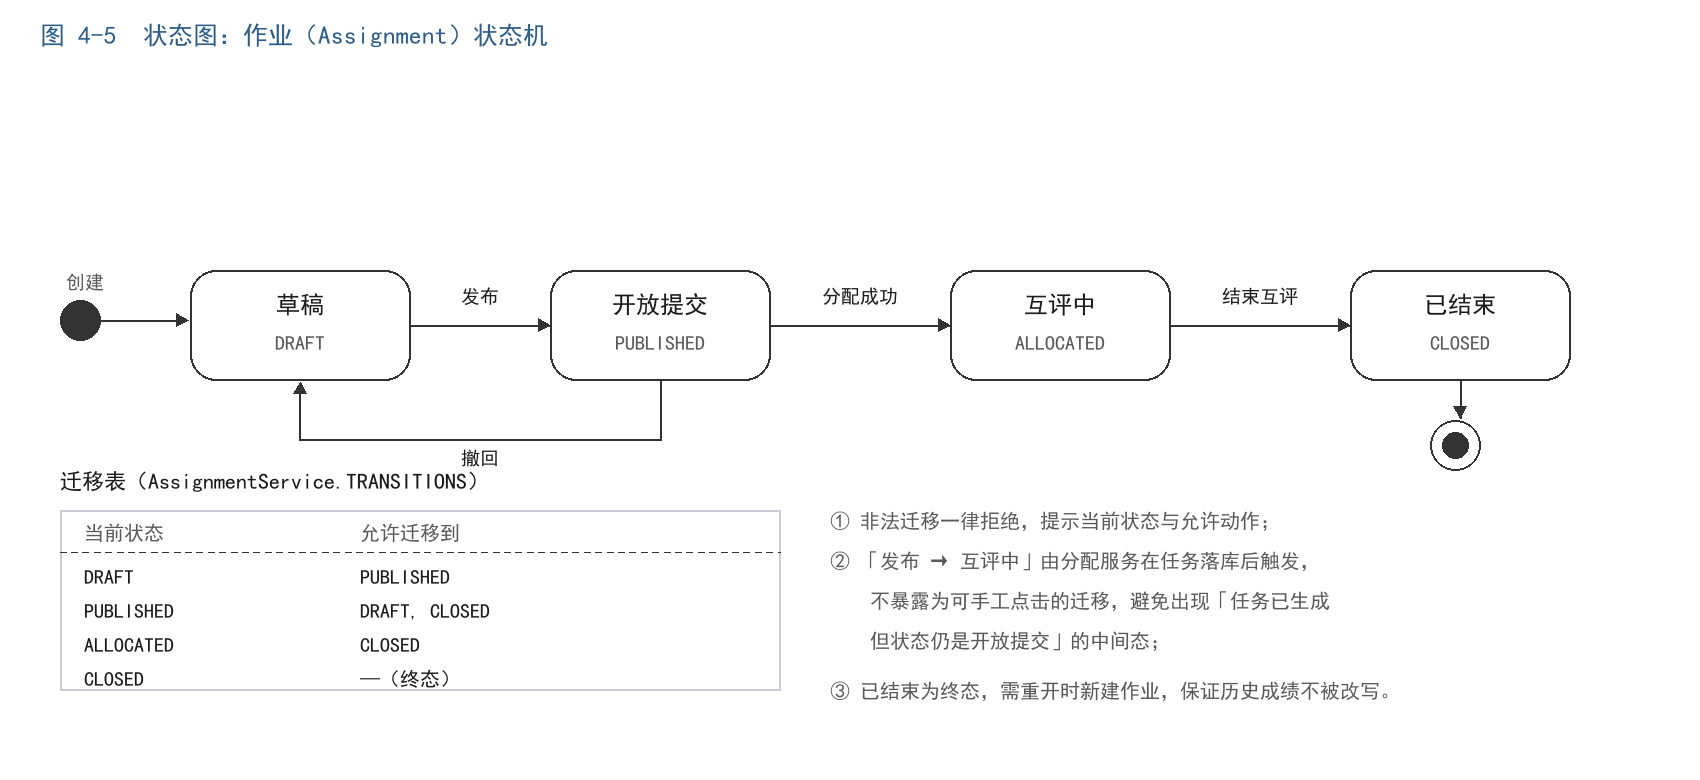 图 4-5  状态图：作业（Assignment）状态机
创建
草稿
DRAFT
发布
开放提交
PUBLISHED
分配成功
互评中
ALLOCATED
结束互评
已结束
CLOSED
撤回
迁移表（AssignmentService.TRANSITIONS）
当前状态 允许迁移到
DRAFT PUBLISHED
PUBLISHED DRAFT, CLOSED
ALLOCATED CLOSED
CLOSED —（终态）
① 非法迁移一律拒绝，提示当前状态与允许动作；
② 「发布 → 互评中」由分配服务在任务落库后触发，
不暴露为可手工点击的迁移，避免出现「任务已生成
但状态仍是开放提交」的中间态；
③ 已结束为终态，需重开时新建作业，保证历史成绩不被改写。